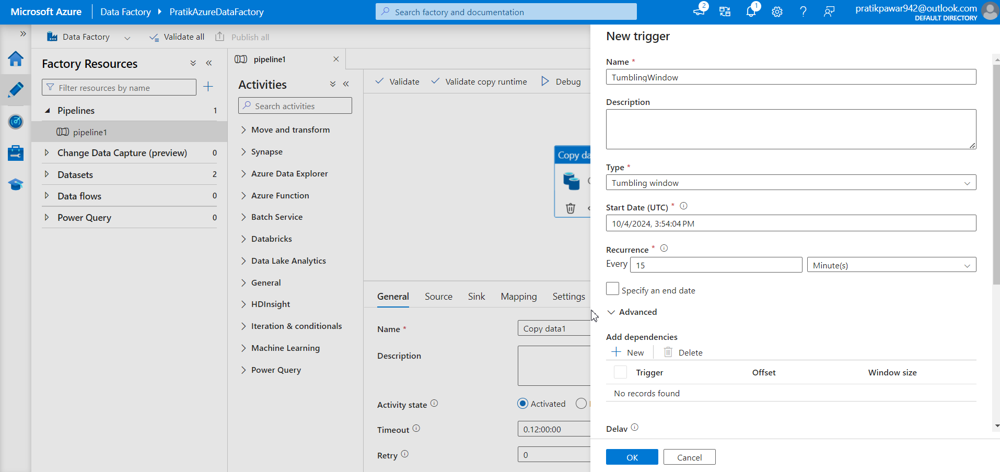 Microsoft Azure
Data Factory
PratikAzureDataFactory
Search factory and documentation
2
1
pratikpawar942@outlook.com
DEFAULT DIRECTORY
Data Factory
Validate all
Publish all
Factory Resources
Filter resources by name
Pipelines 1
pipeline1
Change Data Capture (preview) 0
Datasets 2
Data flows 0
Power Query 0
pipeline1
Activities
Search activities
Move and transform
Synapse
Azure Data Explorer
Azure Function
Batch Service
Databricks
Data Lake Analytics
General
HDInsight
Iteration & conditionals
Machine Learning
Power Query
Validate
Validate copy runtime
Debug
Copy da
General
Source
Sink
Mapping
Settings
Name *
Copy data1
Description
Activity state
Activated
Timeout
0.12:00:00
Retry
0
New trigger
Name *
TumblingWindow
Description
Type *
Tumbling window
Start Date (UTC) *
10/4/2024, 3:54:04 PM
Recurrence *
Every 15 Minute(s)
Specify an end date
Advanced
Add dependencies
New
Delete
Trigger Offset Window size
No records found
Delay
OK
Cancel